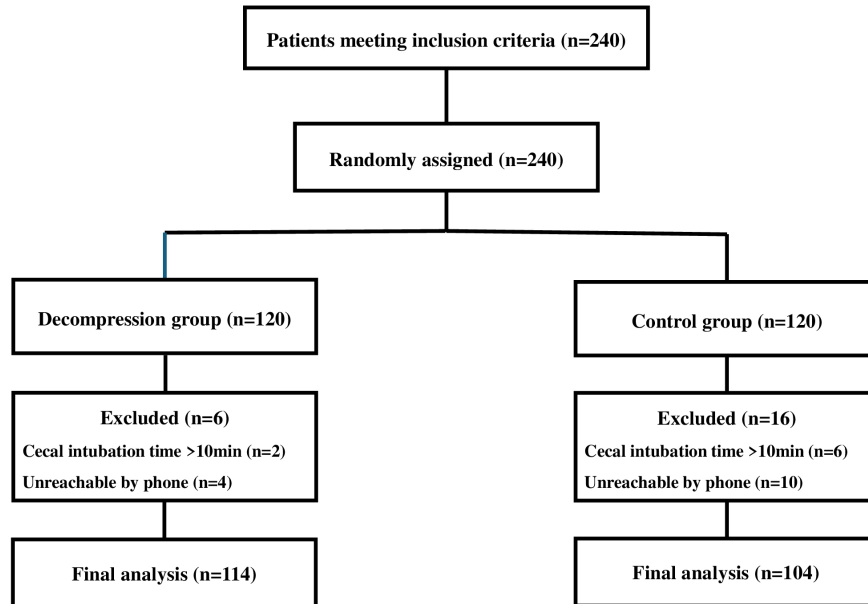 Patients meeting inclusion criteria (n=240)
Randomly assigned (n=240)
Decompression group (n=120)
Control group (n=120)
Excluded (n=6)
Cecal intubation time >10min (n=2)
Unreachable by phone (n=4)
Excluded (n=16)
Cecal intubation time >10min (n=6)
Unreachable by phone (n=10)
Final analysis (n=114)
Final analysis (n=104)